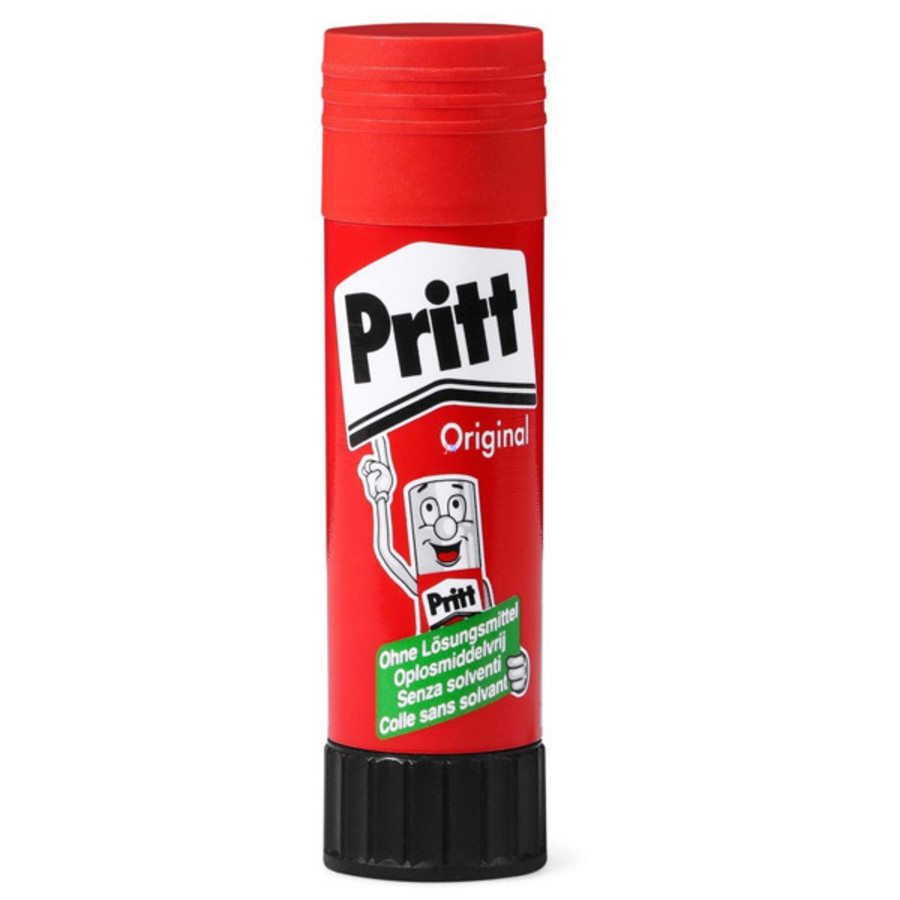 Pritt
Original
Pritt
Ohne Lösungsmittel
Oplosmiddelvrij
Senza solventi
Colle sans solvant